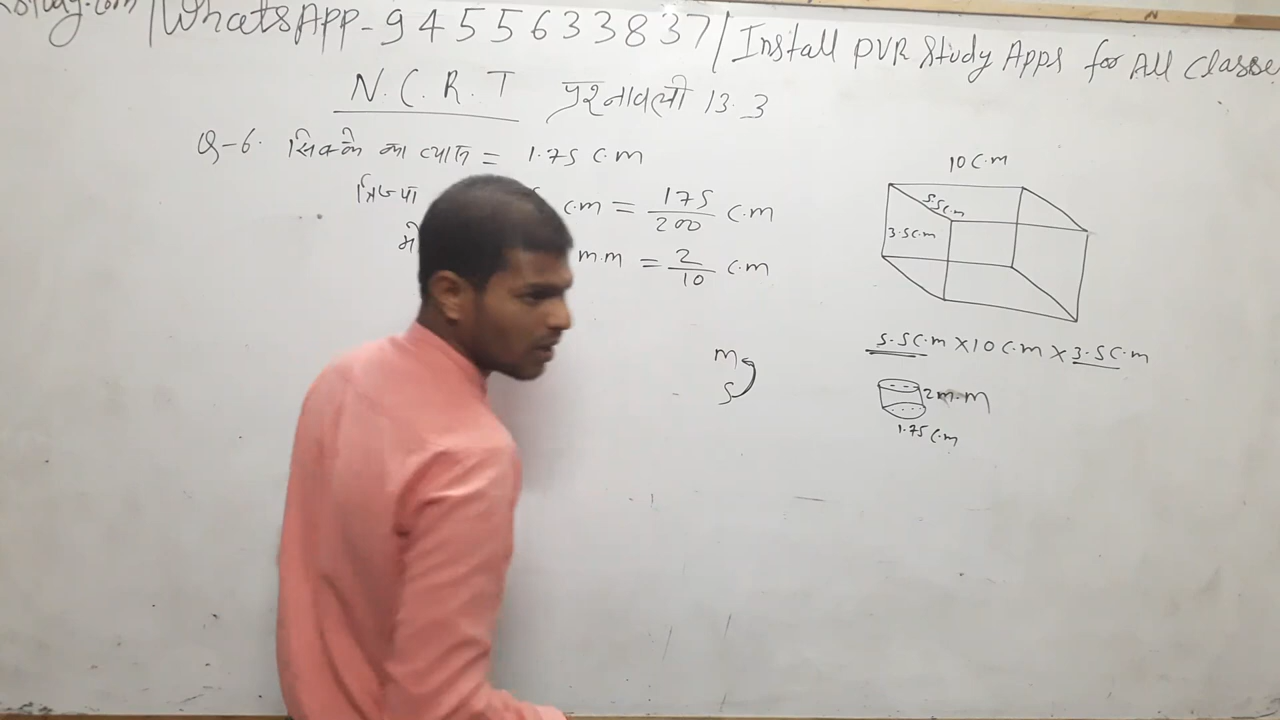 WhatsApp-9455633837/Install PVR Study Apps for All Classe
N.C.R.T प्रश्नावली 13.3
Q-6. सिक्के का व्यास = 1.75 C.m
त्रिज्या C.m = 175/200 C.m
m.m = 2/10 C.m
10 C.m
5.5 C.m
3.5 C.m
5.5 C.m × 10 C.m × 3.5 C.m
2 m.m
1.75 C.m